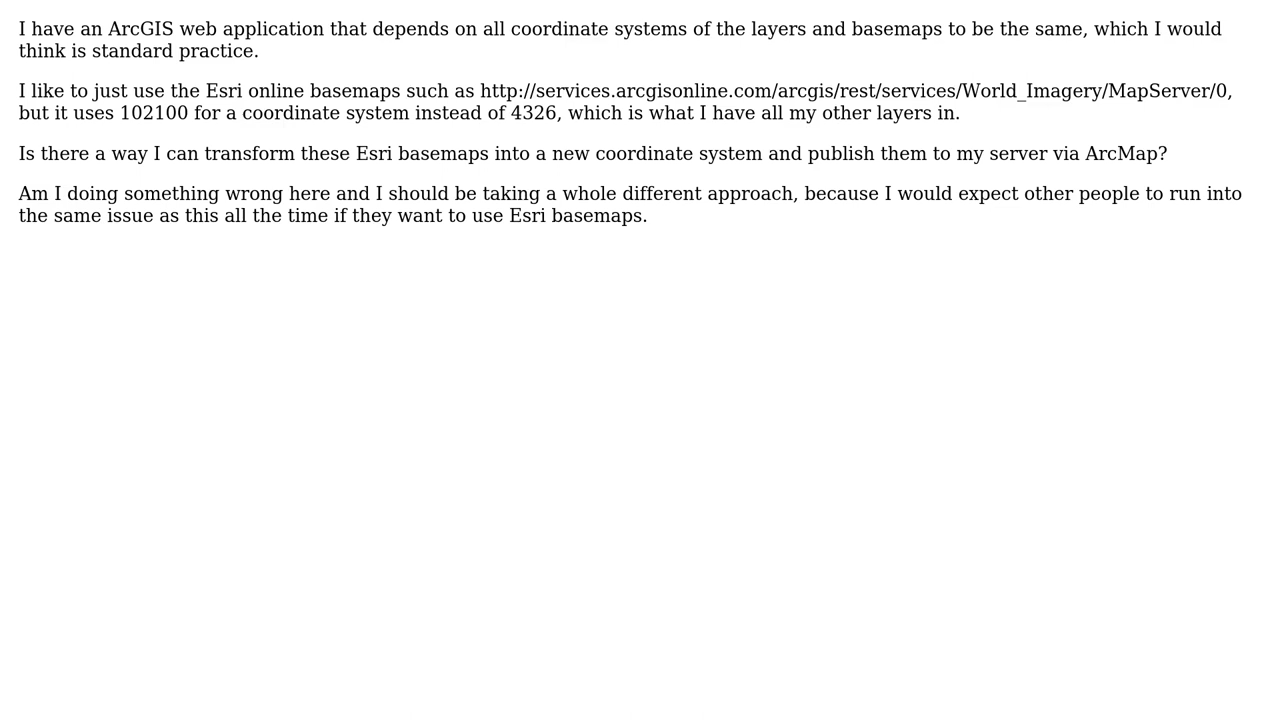 I have an ArcGIS web application that depends on all coordinate systems of the layers and basemaps to be the same, which I would
think is standard practice.
I like to just use the Esri online basemaps such as http://services.arcgisonline.com/arcgis/rest/services/World_Imagery/MapServer/0,
but it uses 102100 for a coordinate system instead of 4326, which is what I have all my other layers in.
Is there a way I can transform these Esri basemaps into a new coordinate system and publish them to my server via ArcMap?
Am I doing something wrong here and I should be taking a whole different approach, because I would expect other people to run into
the same issue as this all the time if they want to use Esri basemaps.